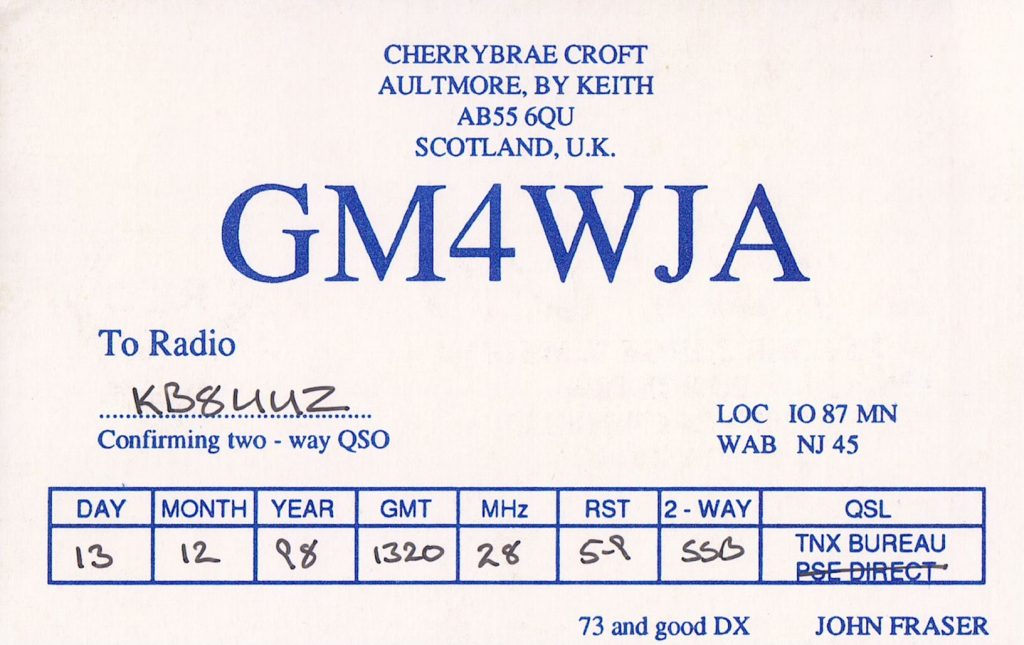 CHERRYBRAE CROFT
AULTMORE, BY KEITH
AB55 6QU
SCOTLAND, U.K.
GM4WJA
To Radio
KB8UUZ
Confirming two - way QSO
LOC IO 87 MN
WAB NJ 45
DAY MONTH YEAR GMT MHz RST 2 - WAY QSL
13 12 98 1320 28 5-9 SSB TNX BUREAU
PSE DIRECT
73 and good DX JOHN FRASER